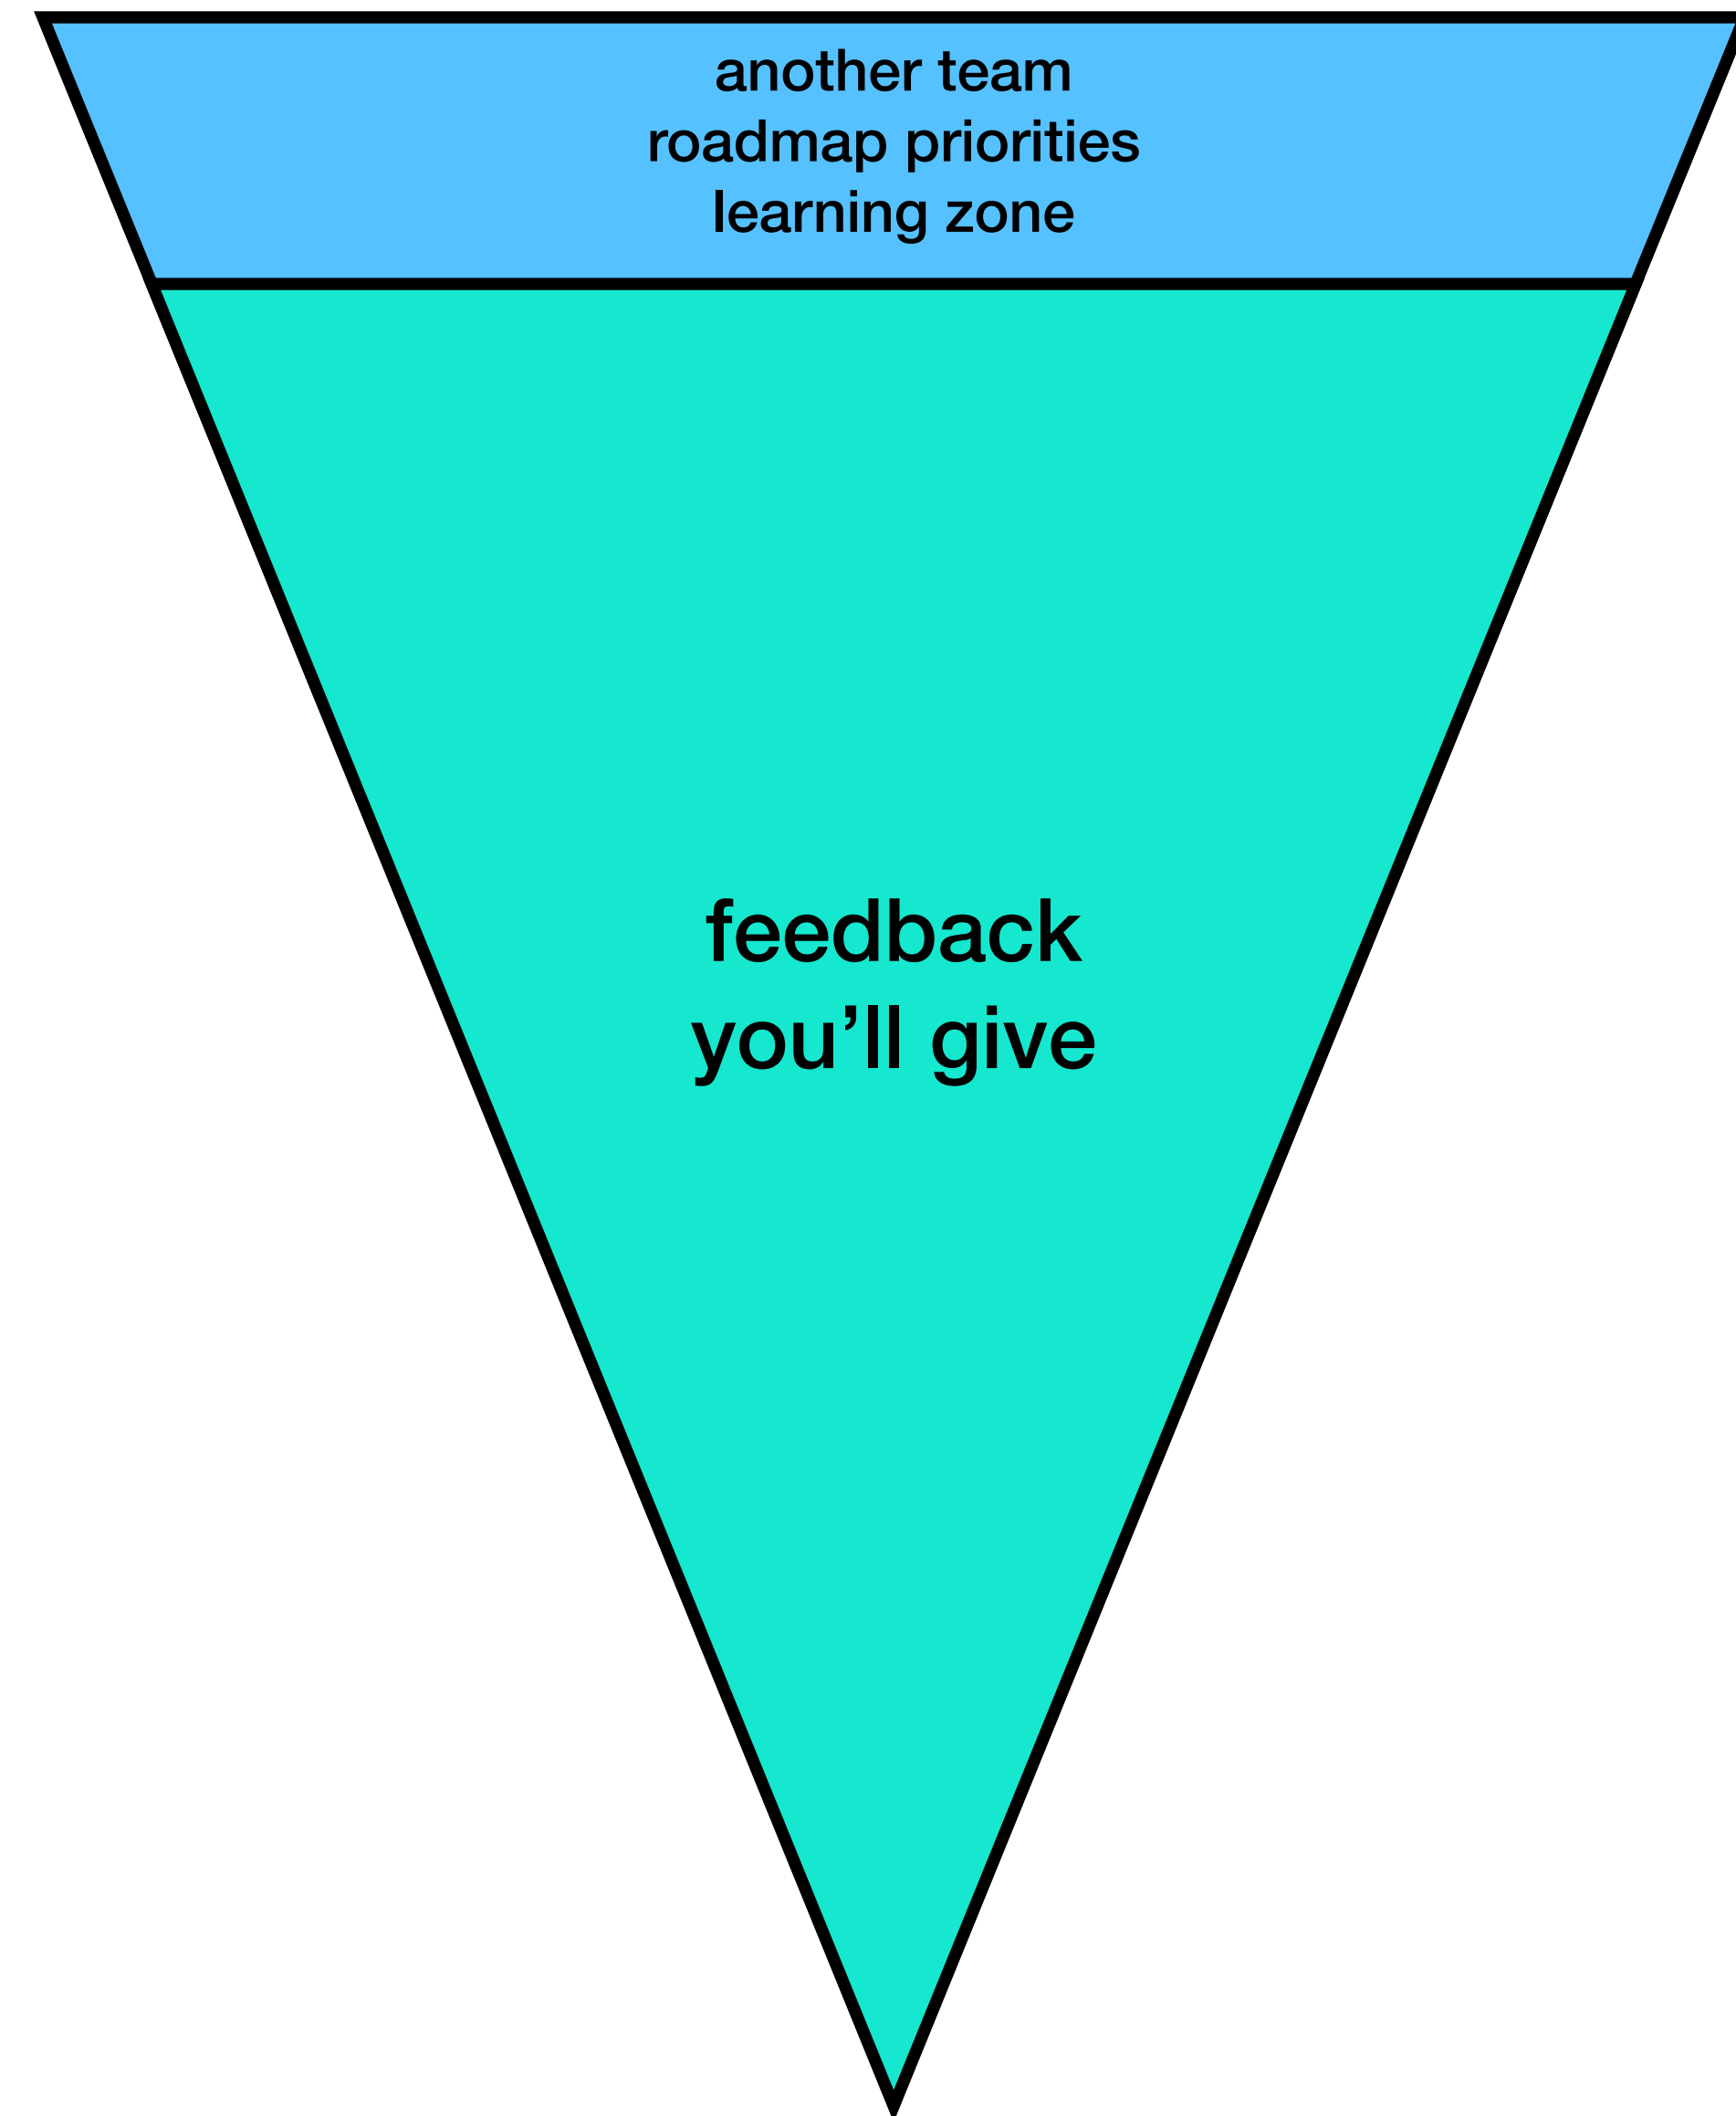 another team
roadmap priorities
learning zone
feedback
you’ll give